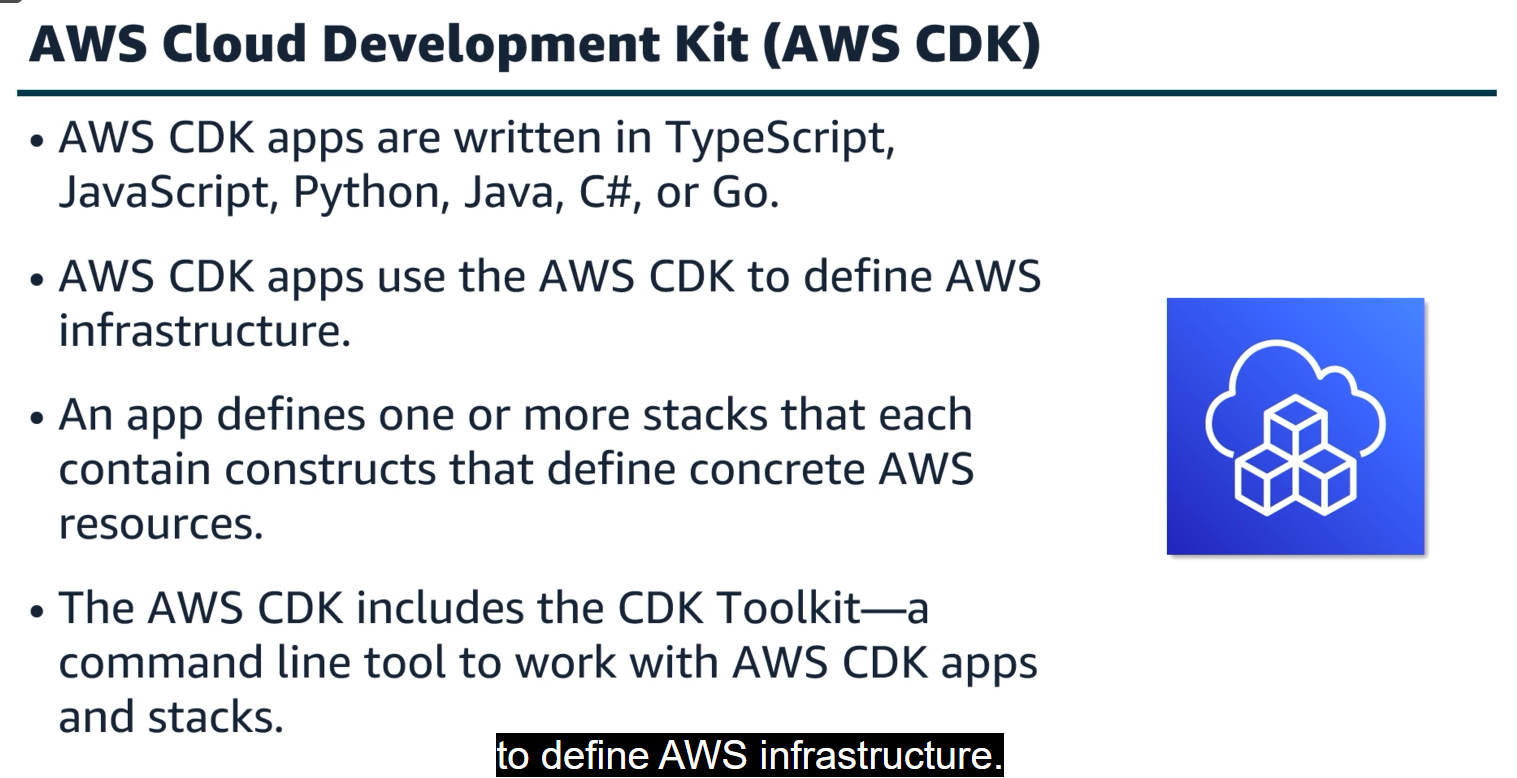 AWS Cloud Development Kit (AWS CDK)
• AWS CDK apps are written in TypeScript,
JavaScript, Python, Java, C#, or Go.
• AWS CDK apps use the AWS CDK to define AWS
infrastructure.
• An app defines one or more stacks that each
contain constructs that define concrete AWS
resources.
• The AWS CDK includes the CDK Toolkit—a
command line tool to work with AWS CDK apps
and stacks.
to define AWS infrastructure.